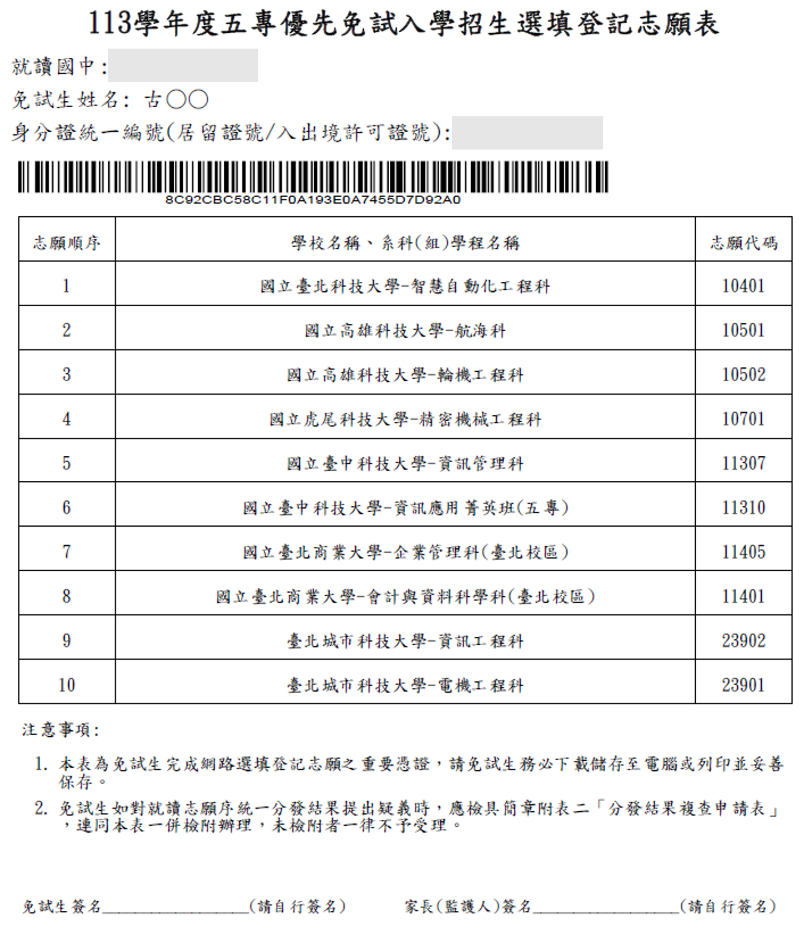 113學年度五專優先免試入學招生選填登記志願表
就讀國中:
免試生姓名: 古○○
身分證統一編號(居留證號/入出境許可證號):
8C92CBC58C11F0A193E0A7455D7D92A0
志願順序 學校名稱、系科(組)學程名稱 志願代碼
1 國立臺北科技大學-智慧自動化工程科 10401
2 國立高雄科技大學-航海科 10501
3 國立高雄科技大學-輪機工程科 10502
4 國立虎尾科技大學-精密機械工程科 10701
5 國立臺中科技大學-資訊管理科 11307
6 國立臺中科技大學-資訊應用菁英班(五專) 11310
7 國立臺北商業大學-企業管理科(臺北校區) 11405
8 國立臺北商業大學-會計與資料科學科(臺北校區) 11401
9 臺北城市科技大學-資訊工程科 23902
10 臺北城市科技大學-電機工程科 23901
注意事項:
1. 本表為免試生完成網路選填登記志願之重要憑證，請免試生務必下載儲存至電腦或列印並妥善
保存。
2. 免試生如對就讀志願序統一分發結果提出疑義時，應檢具簡章附表二「分發結果複查申請表」
，連同本表一併檢附辦理，未檢附者一律不予受理。
免試生簽名__________________(請自行簽名) 家長(監護人)簽名__________________(請自行簽名)